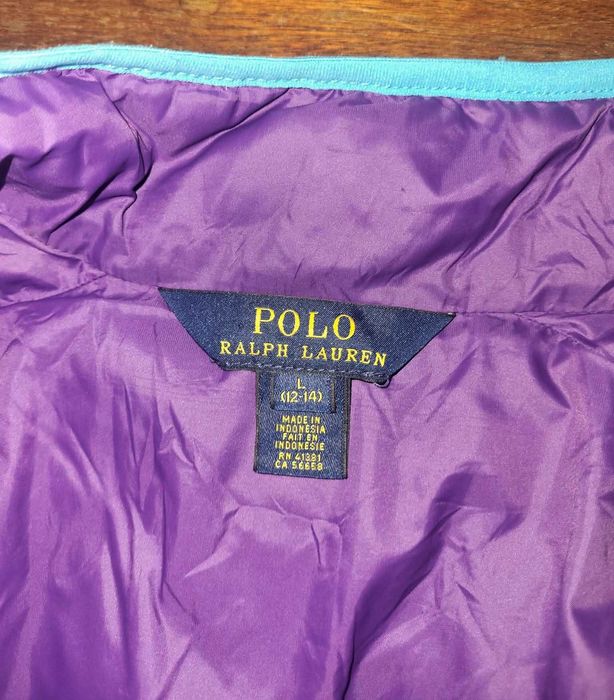 POLO
RALPH LAUREN
L
(12-14)
MADE IN
INDONESIA
FAIT EN
INDONESIE
RN 41381
CA 56658